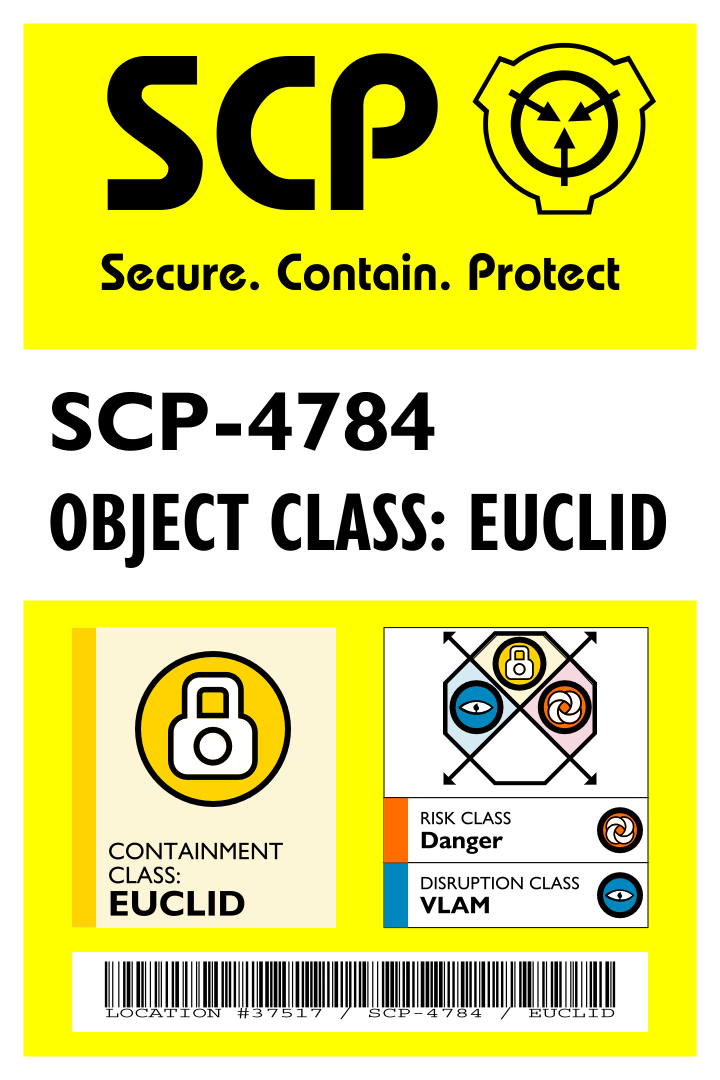 SCP
Secure. Contain. Protect
SCP-4784
OBJECT CLASS: EUCLID
CONTAINMENT
CLASS:
EUCLID
RISK CLASS
Danger
DISRUPTION CLASS
VLAM
LOCATION #37517 / SCP-4784 / EUCLID